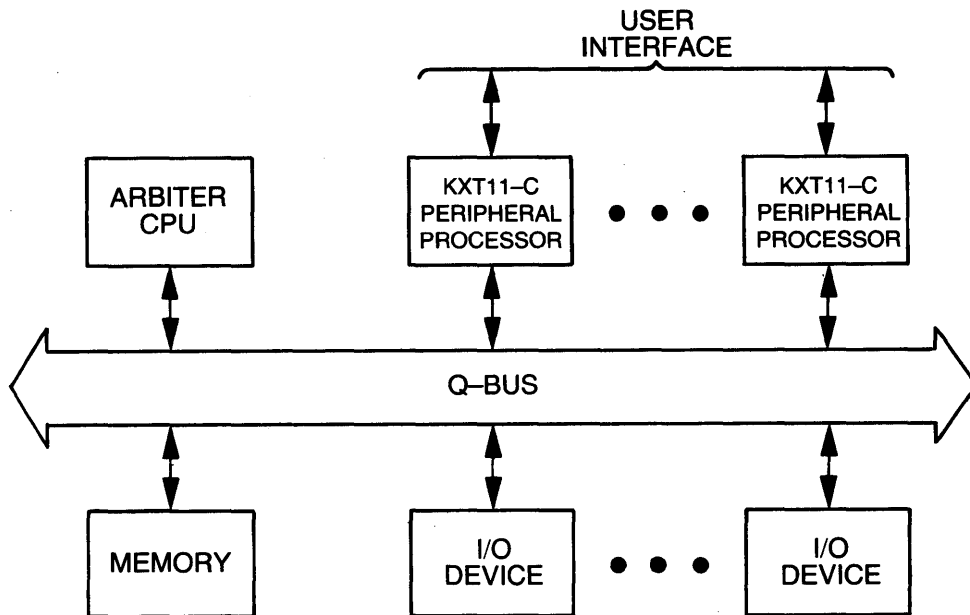 USER
INTERFACE
ARBITER
CPU
KXT11–C
PERIPHERAL
PROCESSOR
KXT11–C
PERIPHERAL
PROCESSOR
Q–BUS
MEMORY
I/O
DEVICE
I/O
DEVICE